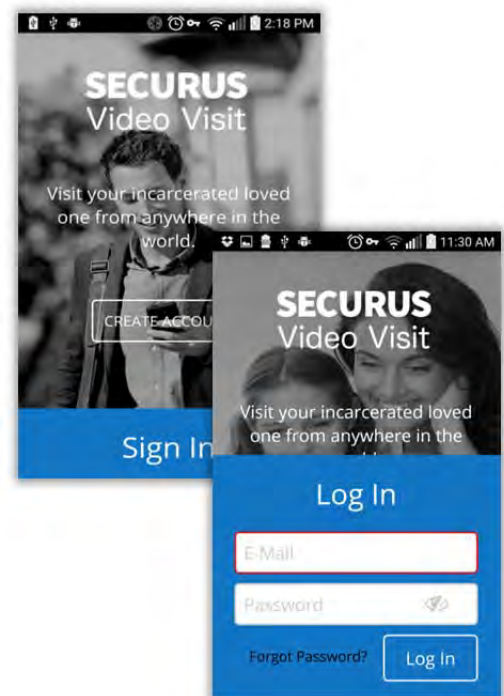 2:18 PM
SECURUS
Video Visit
Visit your incarcerated loved
one from anywhere in the
world.
CREATE ACCOU
Sign In
11:30 AM
SECURUS
Video Visit
Visit your incarcerated loved
one from anywhere in the
Log In
E-Mail
Password
Forgot Password?
Log In